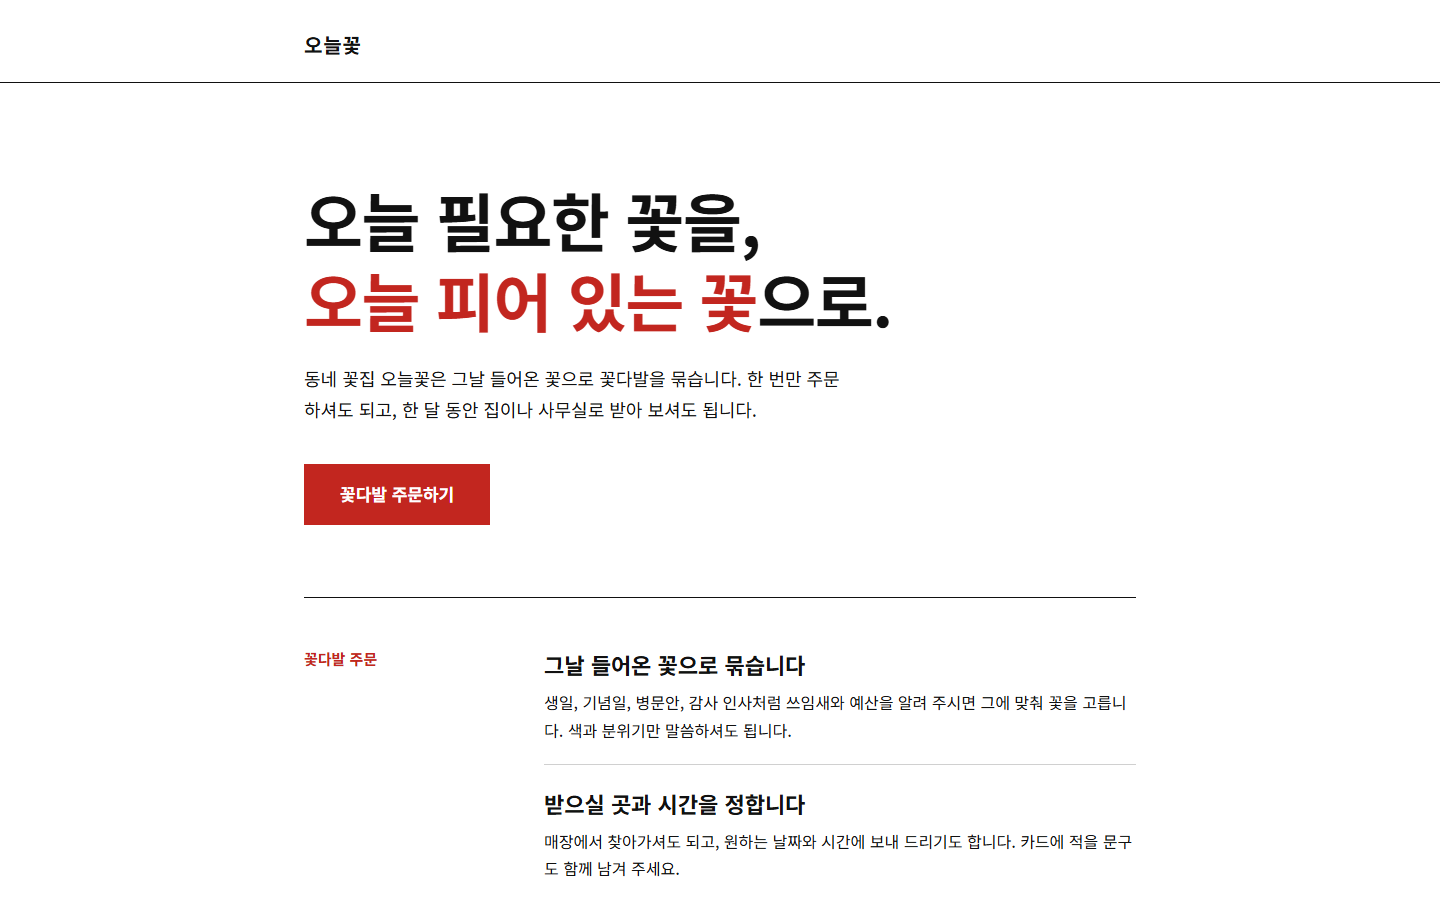 오늘꽃
오늘 필요한 꽃을,
오늘 피어 있는 꽃으로.
동네 꽃집 오늘꽃은 그날 들어온 꽃으로 꽃다발을 묶습니다. 한 번만 주문
하셔도 되고, 한 달 동안 집이나 사무실로 받아 보셔도 됩니다.
꽃다발 주문하기
꽃다발 주문
그날 들어온 꽃으로 묶습니다
생일, 기념일, 병문안, 감사 인사처럼 쓰임새와 예산을 알려 주시면 그에 맞춰 꽃을 고릅니
다. 색과 분위기만 말씀하셔도 됩니다.
받으실 곳과 시간을 정합니다
매장에서 찾아가셔도 되고, 원하는 날짜와 시간에 보내 드리기도 합니다. 카드에 적을 문구
도 함께 남겨 주세요.